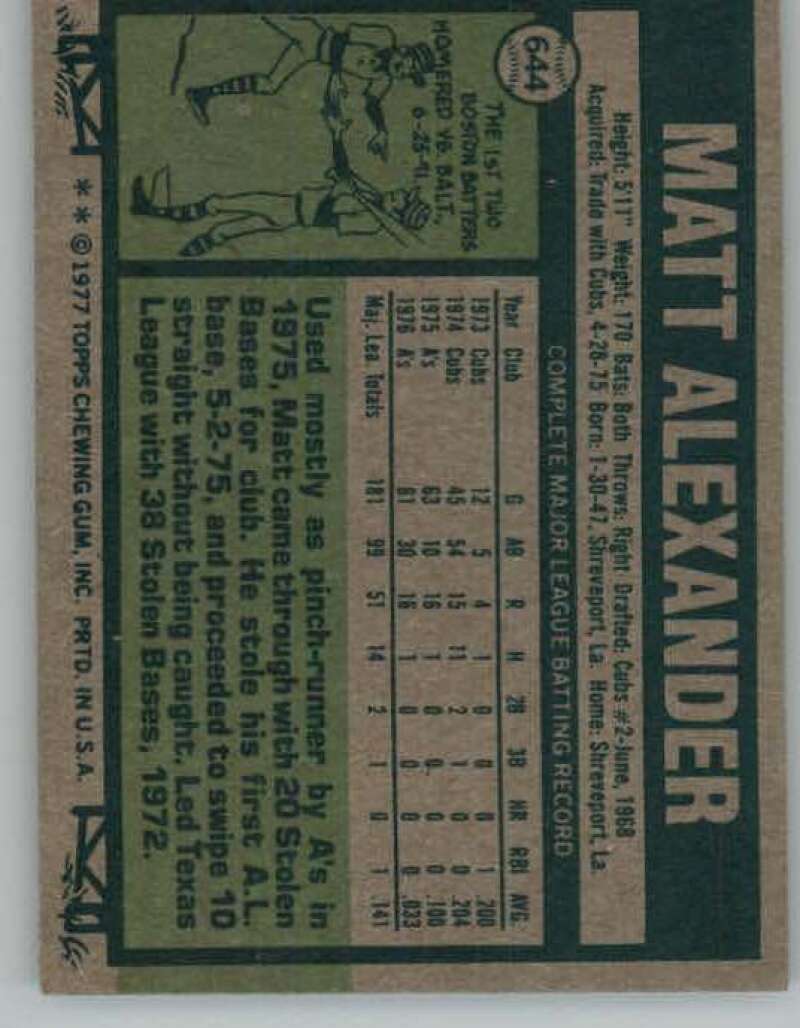 644
MATT ALEXANDER
Height: 5'11" Weight: 170 Bats: Both Throws: Right Drafted: Cubs #2-June, 1968
Acquired: Trade with Cubs, 4-28-75 Born: 1-30-47, Shreveport, La. Home: Shreveport, La.
COMPLETE MAJOR LEAGUE BATTING RECORD
Year Club G AB R H 2B 3B HR RBI AVG.
1973 Cubs 12 5 4 1 0 0 0 1 .200
1974 Cubs 45 54 15 11 2 1 0 0 .204
1975 A's 63 10 16 1 0 0 0 0 .100
1976 A's 61 30 16 1 0 0 0 0 .033
Maj. Lea. Totals 181 99 51 14 2 1 0 1 .141
THE 1ST TWO
BOSTON BATTERS
HOMERED VS. BALT.,
6-25-71.
Used mostly as pinch-runner by A's in
1975, Matt came through with 20 Stolen
Bases for club. He stole his first A.L.
base, 5-2-75, and proceeded to swipe 10
straight without being caught. Led Texas
League with 38 Stolen Bases, 1972.
* * © 1977 TOPPS CHEWING GUM, INC. PRTD. IN U.S.A.